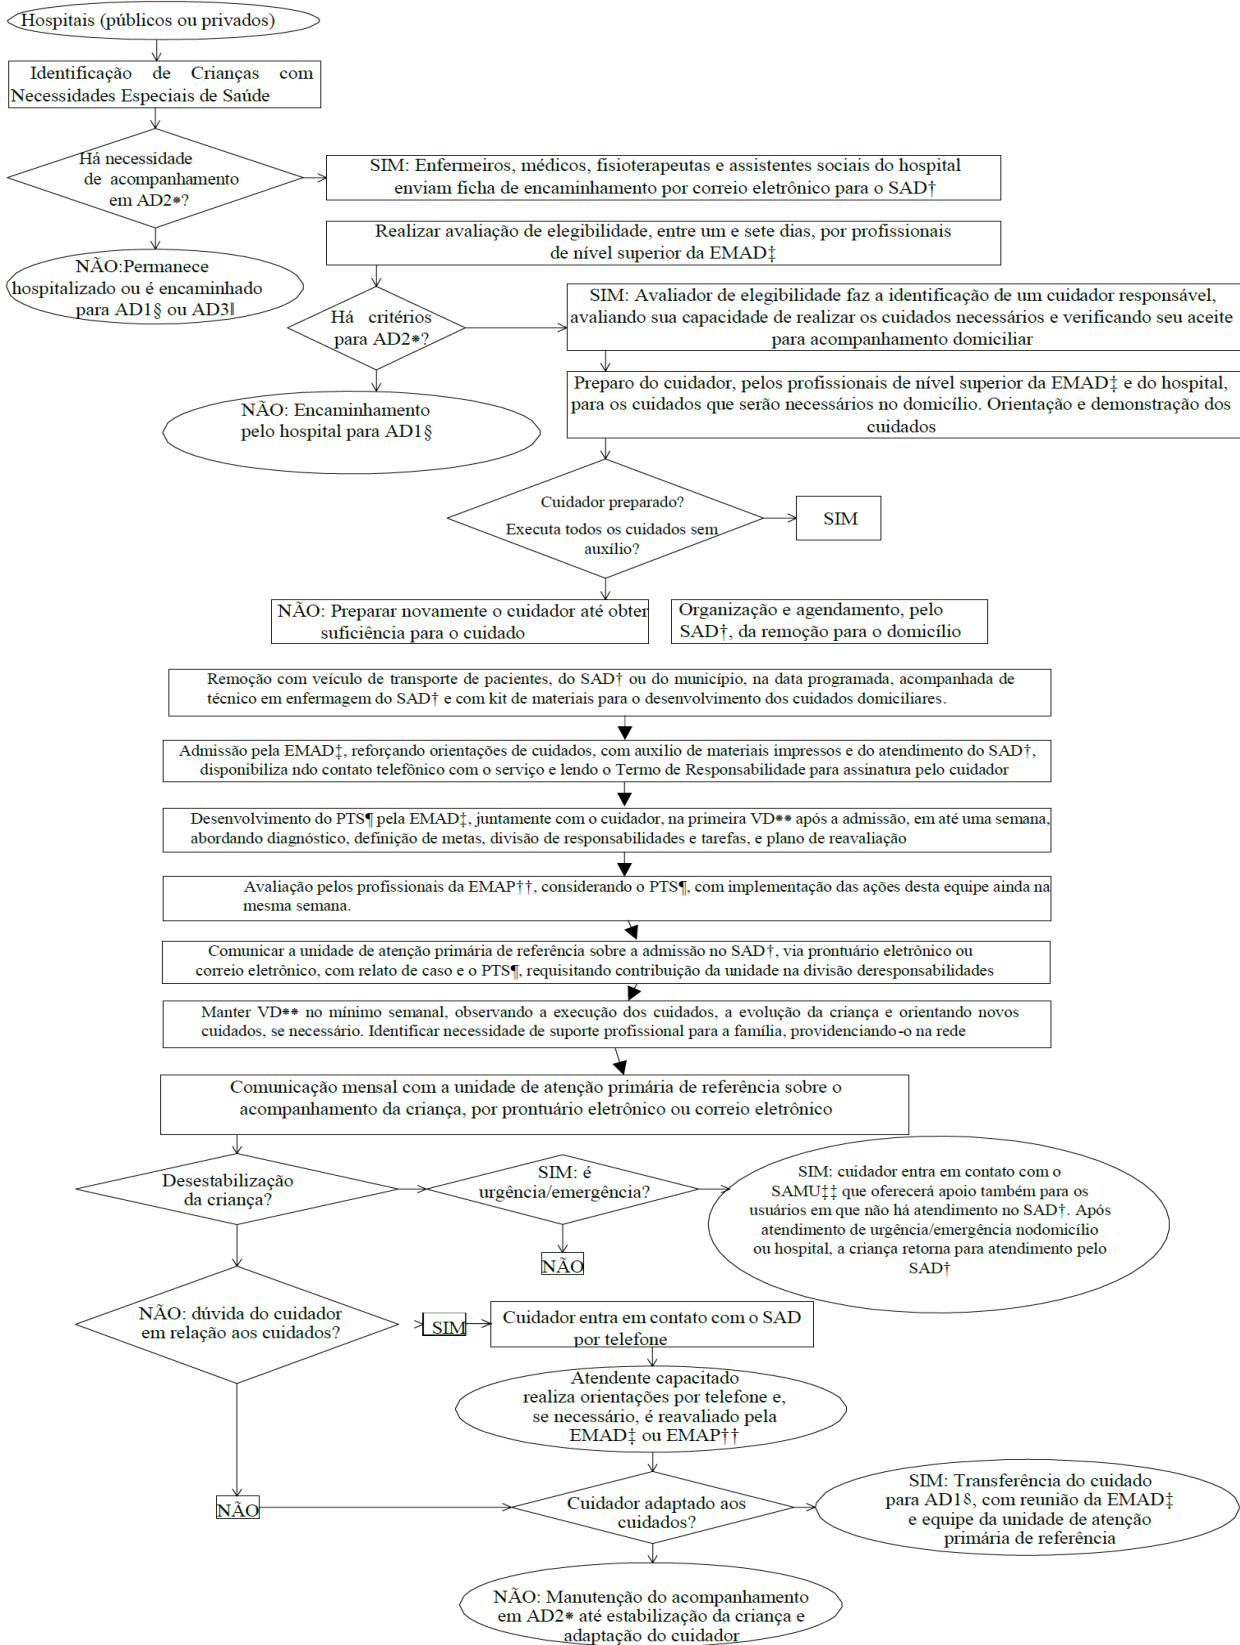 Hospitais (públicos ou privados)
Identificação de Crianças com
Necessidades Especiais de Saúde
Há necessidade
de acompanhamento
em AD2*?
SIM: Enfermeiros, médicos, fisioterapeutas e assistentes sociais do hospital
enviam ficha de encaminhamento por correio eletrônico para o SAD†
NÃO:Permanece
hospitalizado ou é encaminhado
para AD1§ ou AD3‖
Realizar avaliação de elegibilidade, entre um e sete dias, por profissionais
de nível superior da EMAD‡
Há critérios
para AD2*?
SIM: Avaliador de elegibilidade faz a identificação de um cuidador responsável,
avaliando sua capacidade de realizar os cuidados necessários e verificando seu aceite
para acompanhamento domiciliar
NÃO: Encaminhamento
pelo hospital para AD1§
Preparo do cuidador, pelos profissionais de nível superior da EMAD‡ e do hospital,
para os cuidados que serão necessários no domicílio. Orientação e demonstração dos
cuidados
Cuidador preparado?
Executa todos os cuidados sem
auxílio?
SIM
NÃO: Preparar novamente o cuidador até obter
suficiência para o cuidado
Organização e agendamento, pelo
SAD†, da remoção para o domicílio
Remoção com veículo de transporte de pacientes, do SAD† ou do município, na data programada, acompanhada de
técnico em enfermagem do SAD† e com kit de materiais para o desenvolvimento dos cuidados domiciliares.
Admissão pela EMAD‡, reforçando orientações de cuidados, com auxilio de materiais impressos e do atendimento do SAD†,
disponibiliza ndo contato telefônico com o serviço e lendo o Termo de Responsabilidade para assinatura pelo cuidador
Desenvolvimento do PTS¶ pela EMAD‡, juntamente com o cuidador, na primeira VD** após a admissão, em até uma semana,
abordando diagnóstico, definição de metas, divisão de responsabilidades e tarefas, e plano de reavaliação
Avaliação pelos profissionais da EMAP††, considerando o PTS¶, com implementação das ações desta equipe ainda na
mesma semana.
Comunicar a unidade de atenção primária de referência sobre a admissão no SAD†, via prontuário eletrônico ou
correio eletrônico, com relato de caso e o PTS¶, requisitando contribuição da unidade na divisão deresponsabilidades
Manter VD** no mínimo semanal, observando a execução dos cuidados, a evolução da criança e orientando novos
cuidados, se necessário. Identificar necessidade de suporte profissional para a família, providenciando-o na rede
Comunicação mensal com a unidade de atenção primária de referência sobre o
acompanhamento da criança, por prontuário eletrônico ou correio eletrônico
Desestabilização
da criança?
SIM: é
urgência/emergência?
SIM: cuidador entra em contato com o
SAMU‡‡ que oferecerá apoio também para os
usuários em que não há atendimento no SAD†. Após
atendimento de urgência/emergência nodomicílio
ou hospital, a criança retorna para atendimento pelo
SAD†
NÃO
NÃO: dúvida do cuidador
em relação aos cuidados?
SIM
Cuidador entra em contato com o SAD
por telefone
Atendente capacitado
realiza orientações por telefone e,
se necessário, é reavaliado pela
EMAD‡ ou EMAP††
NÃO
Cuidador adaptado aos
cuidados?
SIM: Transferência do cuidado
para AD1§, com reunião da EMAD‡
e equipe da unidade de atenção
primária de referência
NÃO: Manutenção do acompanhamento
em AD2* até estabilização da criança e
adaptação do cuidador